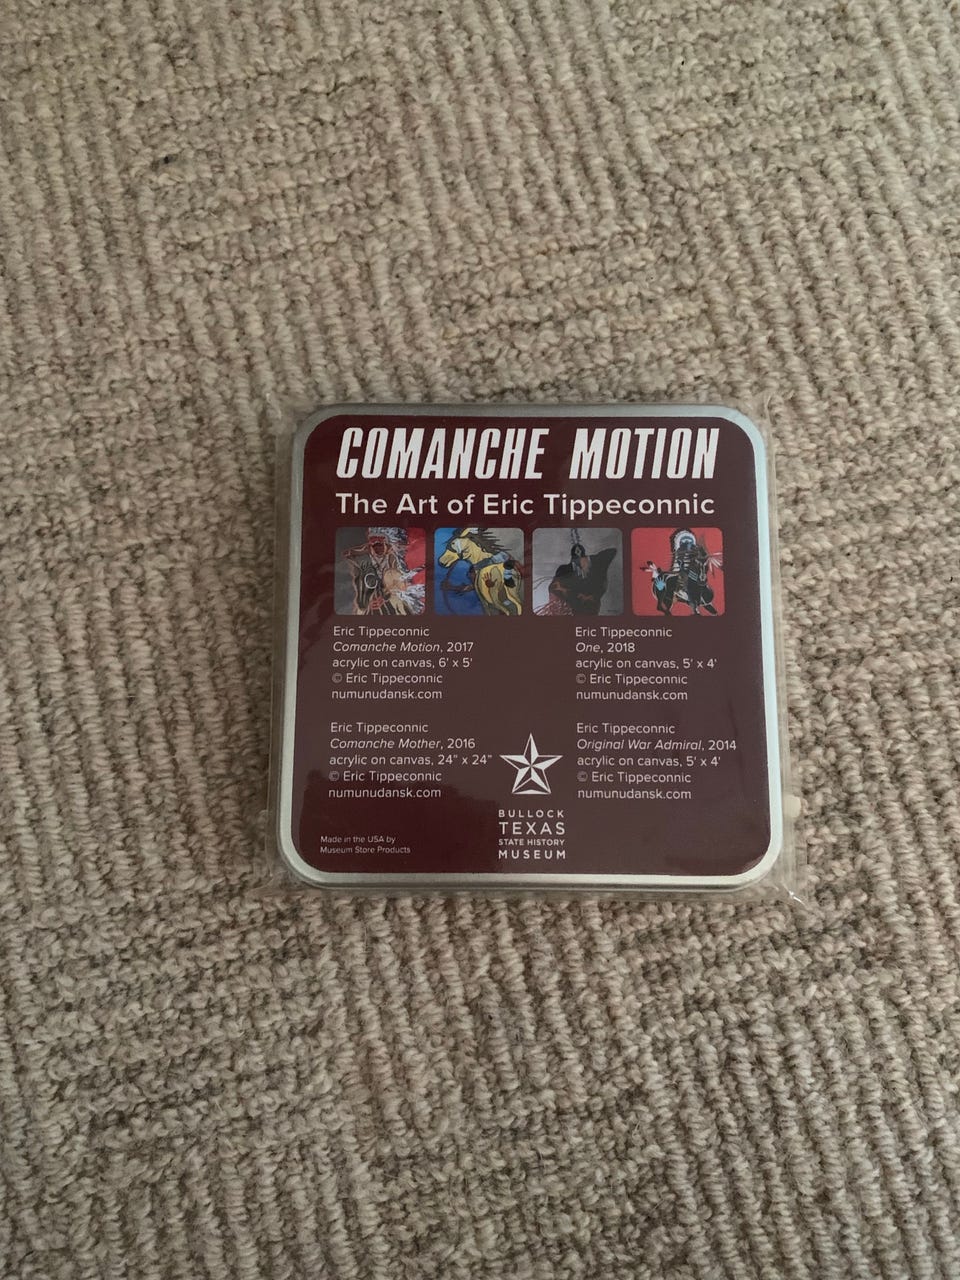 COMANCHE MOTION
The Art of Eric Tippeconnic
Eric Tippeconnic
Comanche Motion, 2017
acrylic on canvas, 6' x 5'
© Eric Tippeconnic
numunudansk.com
Eric Tippeconnic
One, 2018
acrylic on canvas, 5' x 4'
© Eric Tippeconnic
numunudansk.com
Eric Tippeconnic
Comanche Mother, 2016
acrylic on canvas, 24" x 24"
© Eric Tippeconnic
numunudansk.com
Eric Tippeconnic
Original War Admiral, 2014
acrylic on canvas, 5' x 4'
© Eric Tippeconnic
numunudansk.com
Made in the USA by
Museum Store Products
BULLOCK
TEXAS
STATE HISTORY
MUSEUM